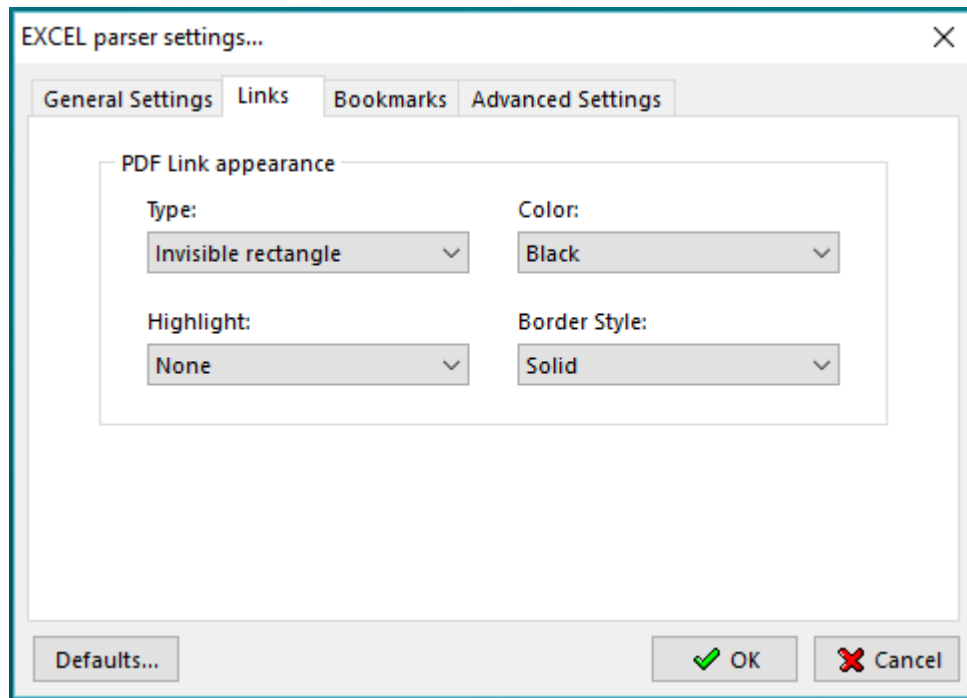 EXCEL parser settings...
General Settings Links Bookmarks Advanced Settings
PDF Link appearance
Type: Color:
Invisible rectangle Black
Highlight: Border Style:
None Solid
Defaults... OK Cancel